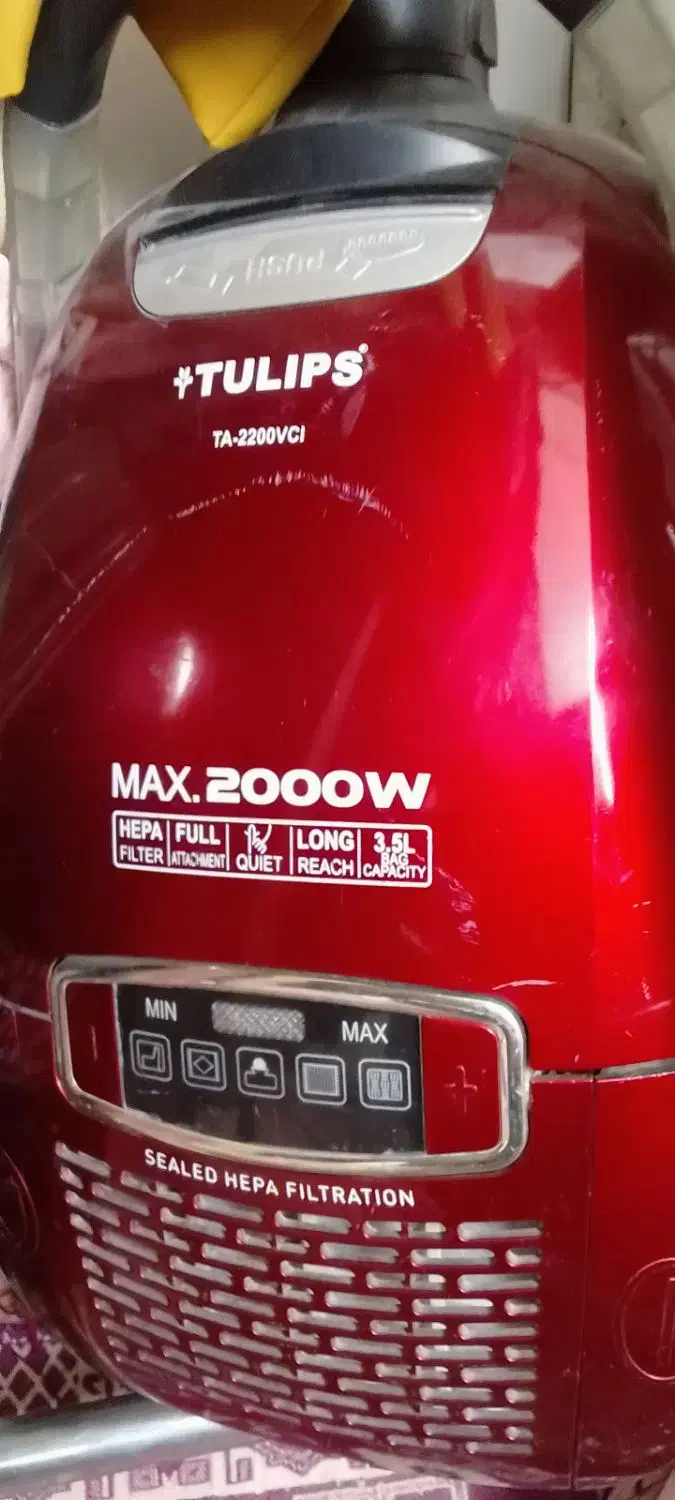 PUSH
TULIPS
TA-2200VCI
MAX. 2000W
HEPA FILTER FULL ATTACHMENT QUIET LONG REACH 3.5L BAG CAPACITY
MIN MAX
- +
SEALED HEPA FILTRATION